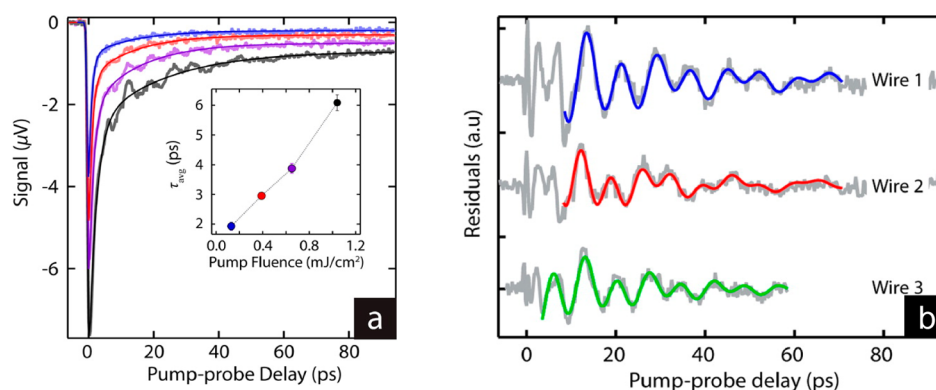 0
-2
-4
-6
Signal (μV)
0 20 40 60 80
Pump-probe Delay (ps)
6
5
4
3
2
τavg (ps)
0.0 0.4 0.8 1.2
Pump Fluence (mJ/cm²)
a
Residuals (a.u)
Wire 1
Wire 2
Wire 3
0 20 40 60 80
Pump-probe delay (ps)
b